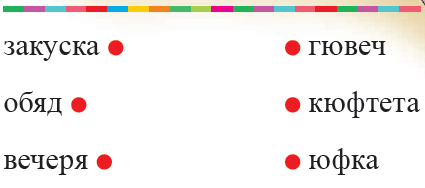 закуска ● ● гювеч
обяд ● ● кюфтета
вечеря ● ● юфка